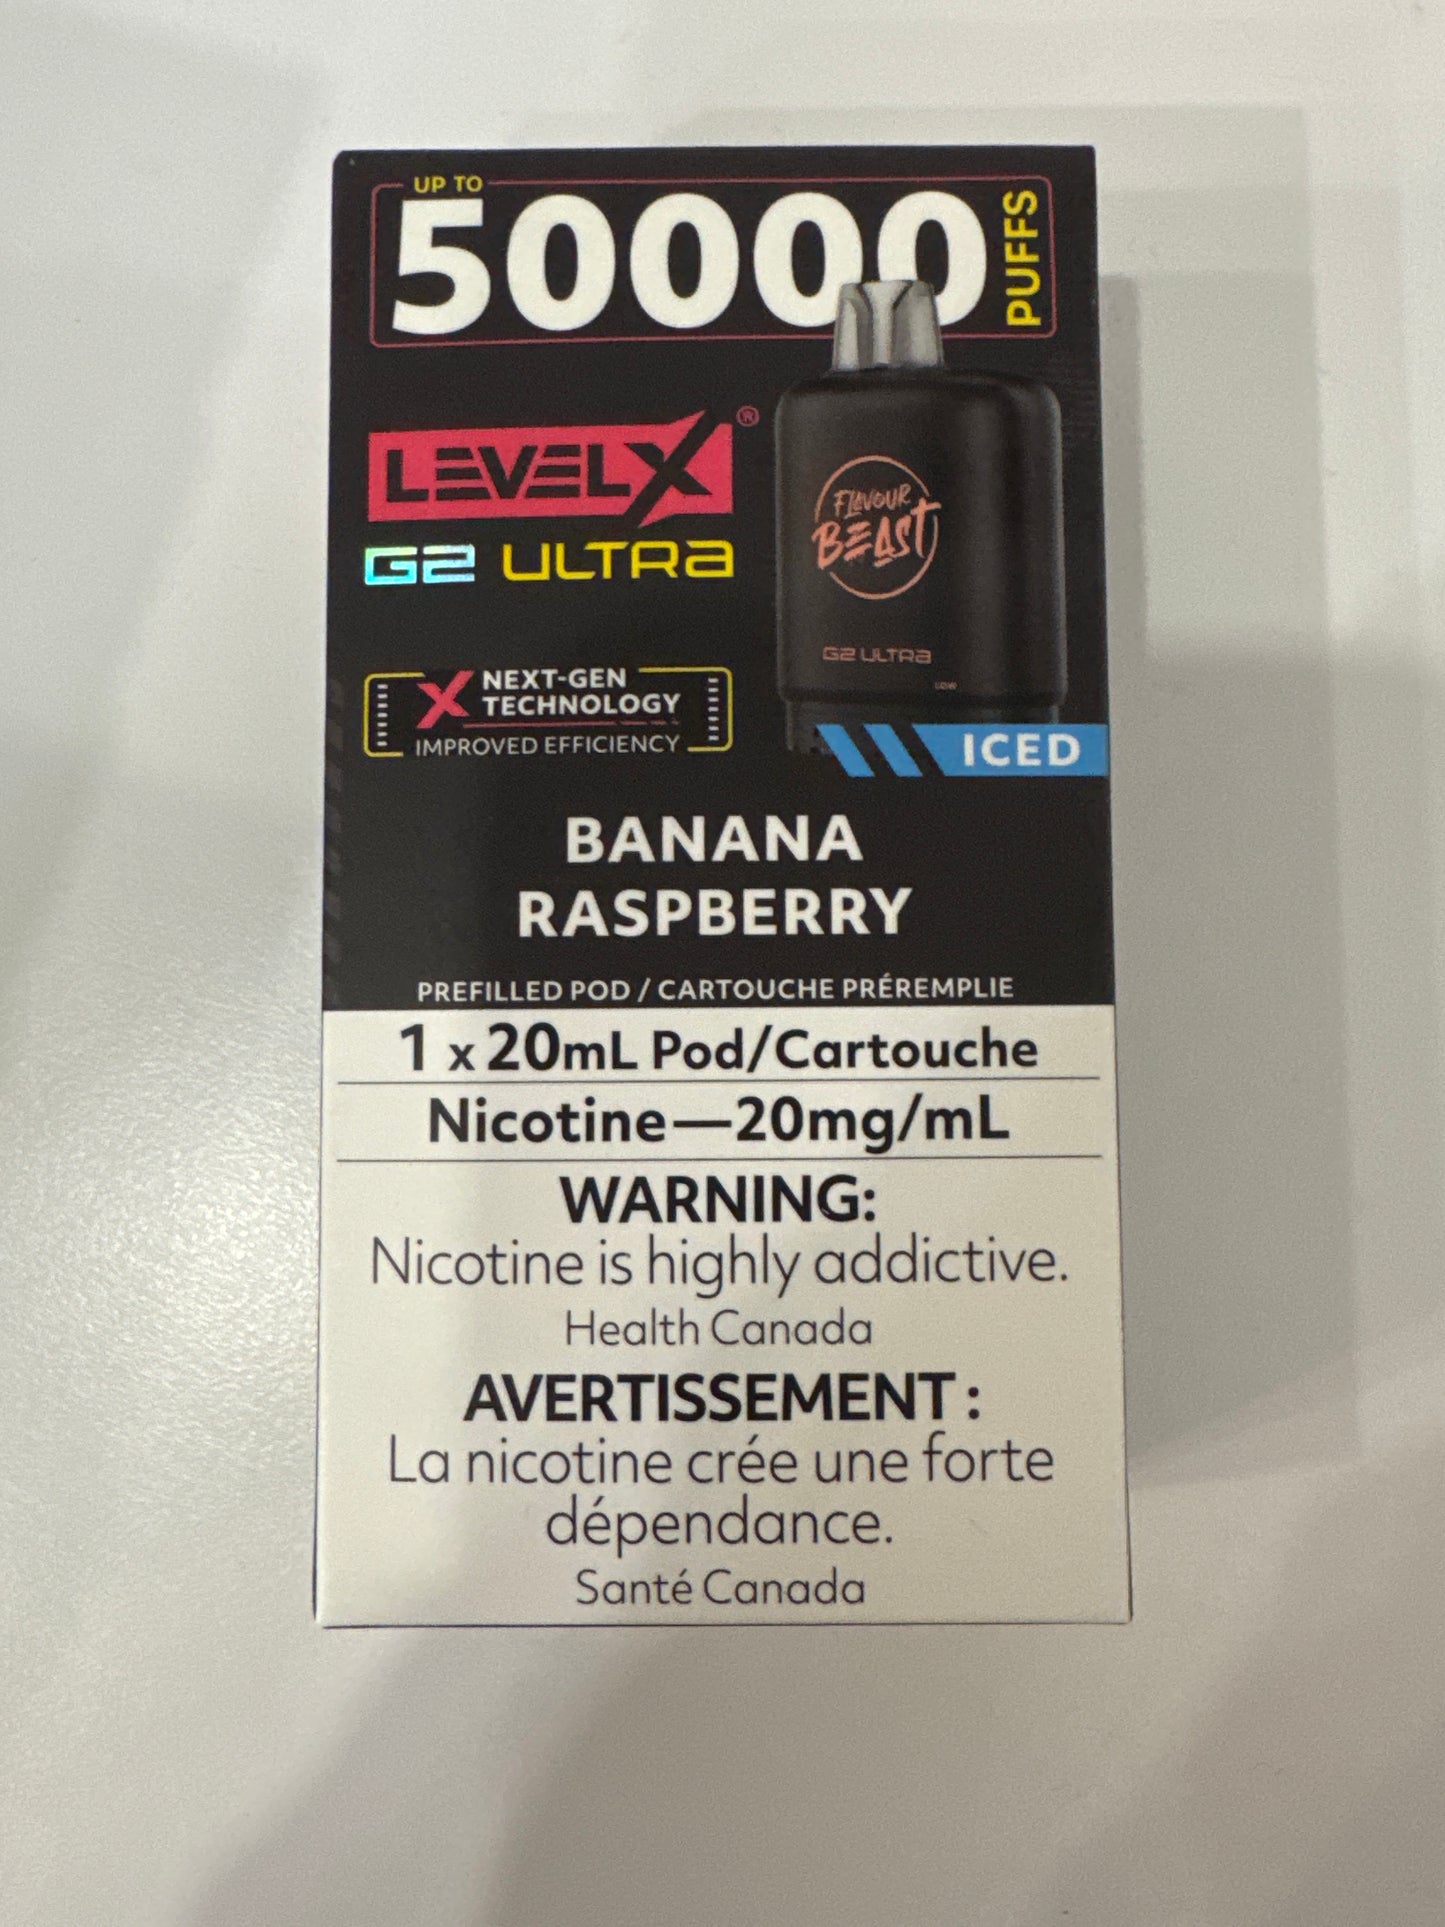 UP TO
50000
PUFFS
LEVELX®
G2 ULTRA
FLAVOUR
BEAST
G2 ULTRA
LOW
X NEXT-GEN
TECHNOLOGY
IMPROVED EFFICIENCY
ICED
BANANA
RASPBERRY
PREFILLED POD / CARTOUCHE PRÉREMPLIE
1 x 20mL Pod/Cartouche
Nicotine—20mg/mL
WARNING:
Nicotine is highly addictive.
Health Canada
AVERTISSEMENT :
La nicotine crée une forte
dépendance.
Santé Canada